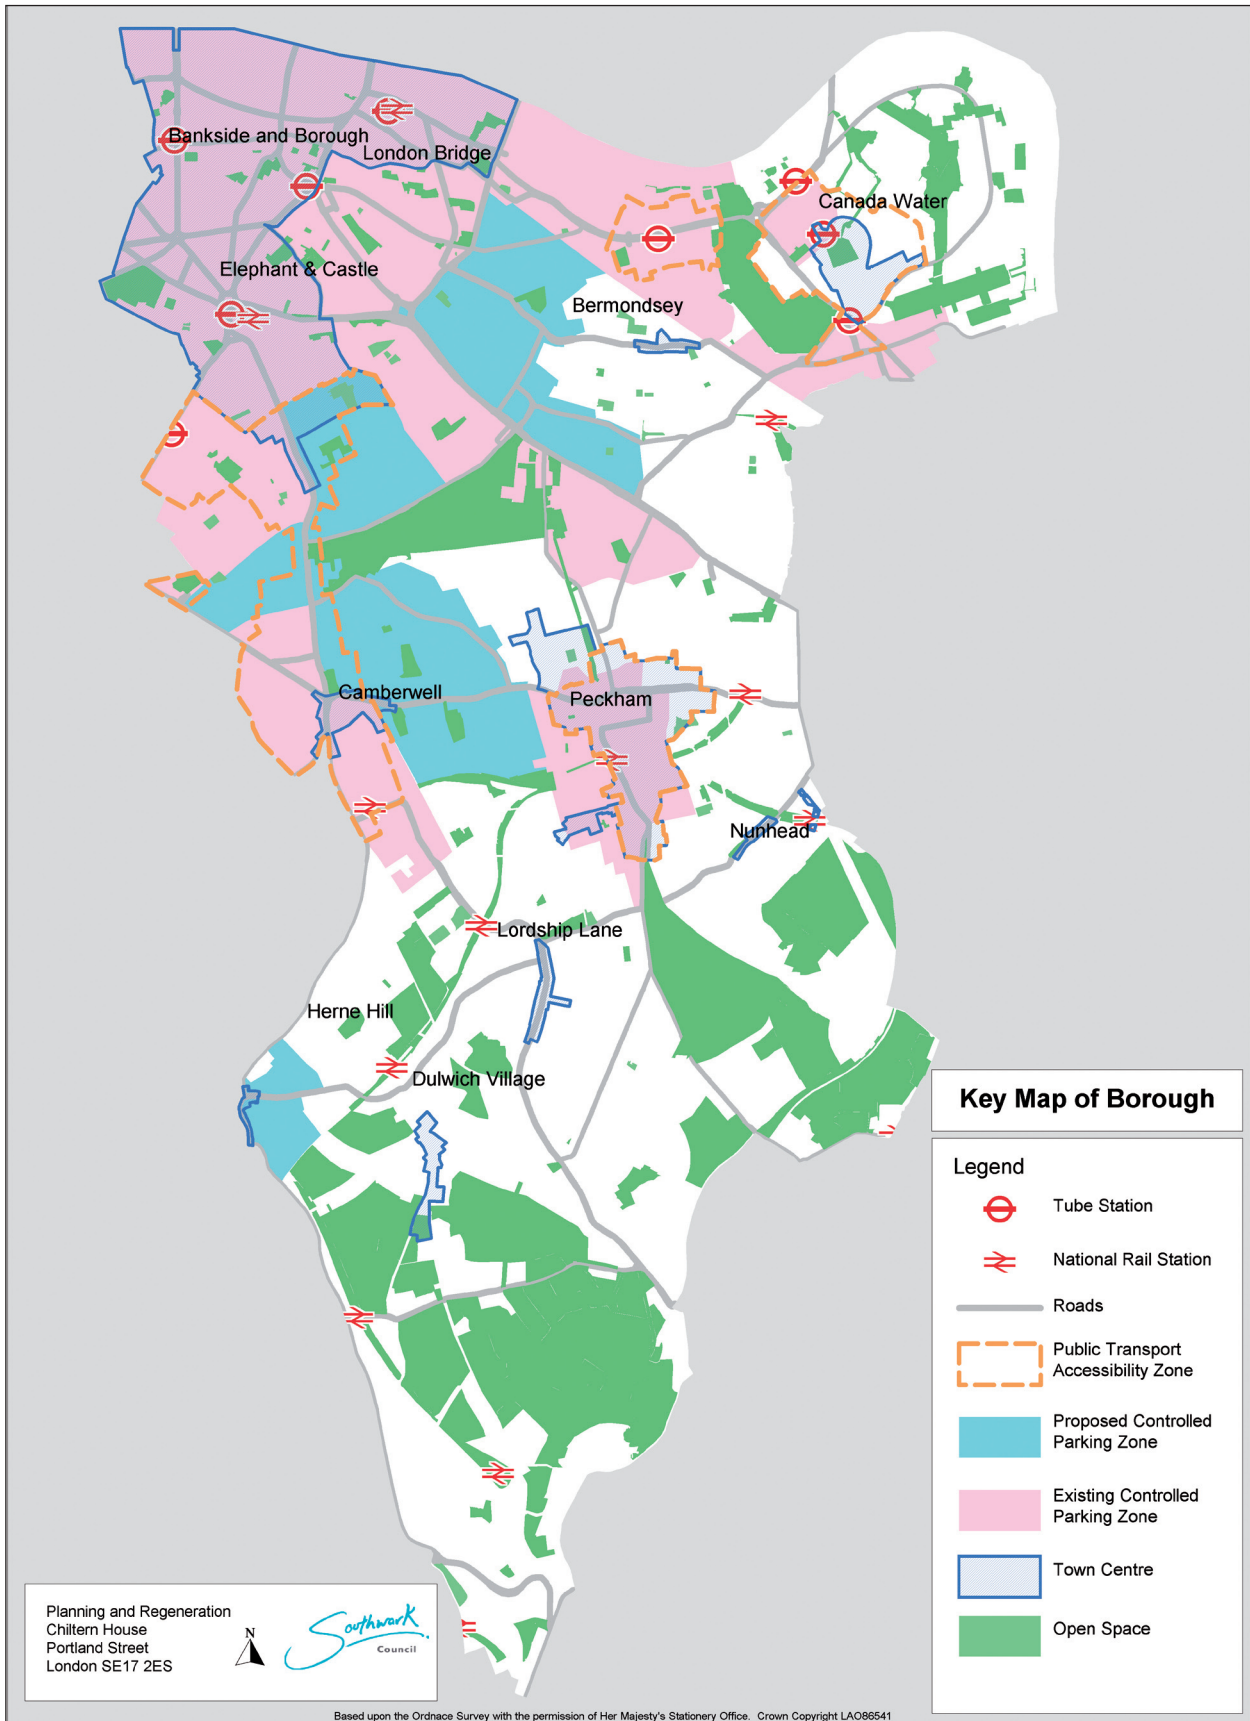 Bankside and Borough
London Bridge
Canada Water
Elephant & Castle
Bermondsey
Camberwell
Peckham
Nunhead
Lordship Lane
Herne Hill
Dulwich Village
Key Map of Borough
Legend
Tube Station
National Rail Station
Roads
Public Transport
Accessibility Zone
Proposed Controlled
Parking Zone
Existing Controlled
Parking Zone
Town Centre
Open Space
Planning and Regeneration
Chiltern House
Portland Street
London SE17 2ES
N
Southwark
Council
Based upon the Ordnace Survey with the permission of Her Majesty's Stationery Office. Crown Copyright LAO86541